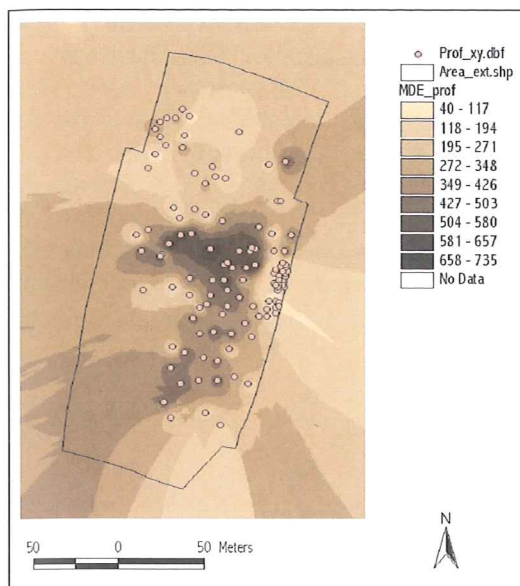 Prof_xy.dbf
Area_ext.shp
MDE_prof
40 - 117
118 - 194
195 - 271
272 - 348
349 - 426
427 - 503
504 - 580
581 - 657
658 - 735
No Data
50 0 50 Meters
N